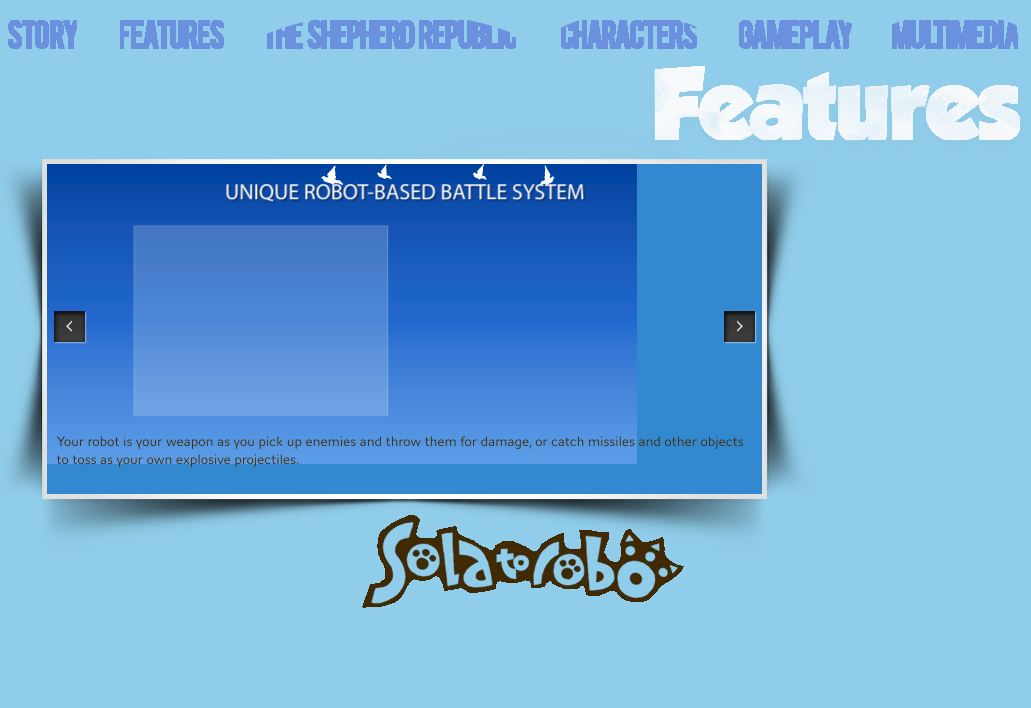 STORY FEATURES THE SHEPHERD REPUBLIC CHARACTERS GAMEPLAY MULTIMEDIA
Features
UNIQUE ROBOT-BASED BATTLE SYSTEM
Your robot is your weapon as you pick up enemies and throw them for damage, or catch missiles and other objects
to toss as your own explosive projectiles.
Solatorobo